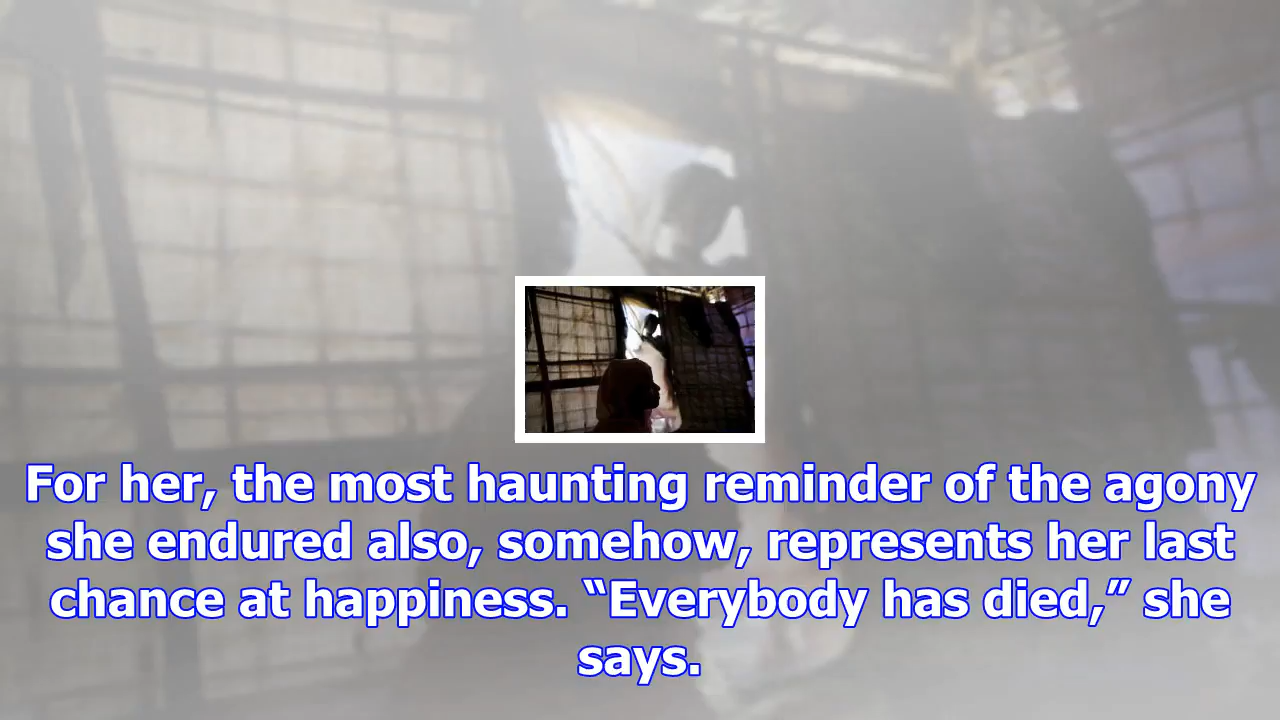 For her, the most haunting reminder of the agony
she endured also, somehow, represents her last
chance at happiness. “Everybody has died,” she
says.